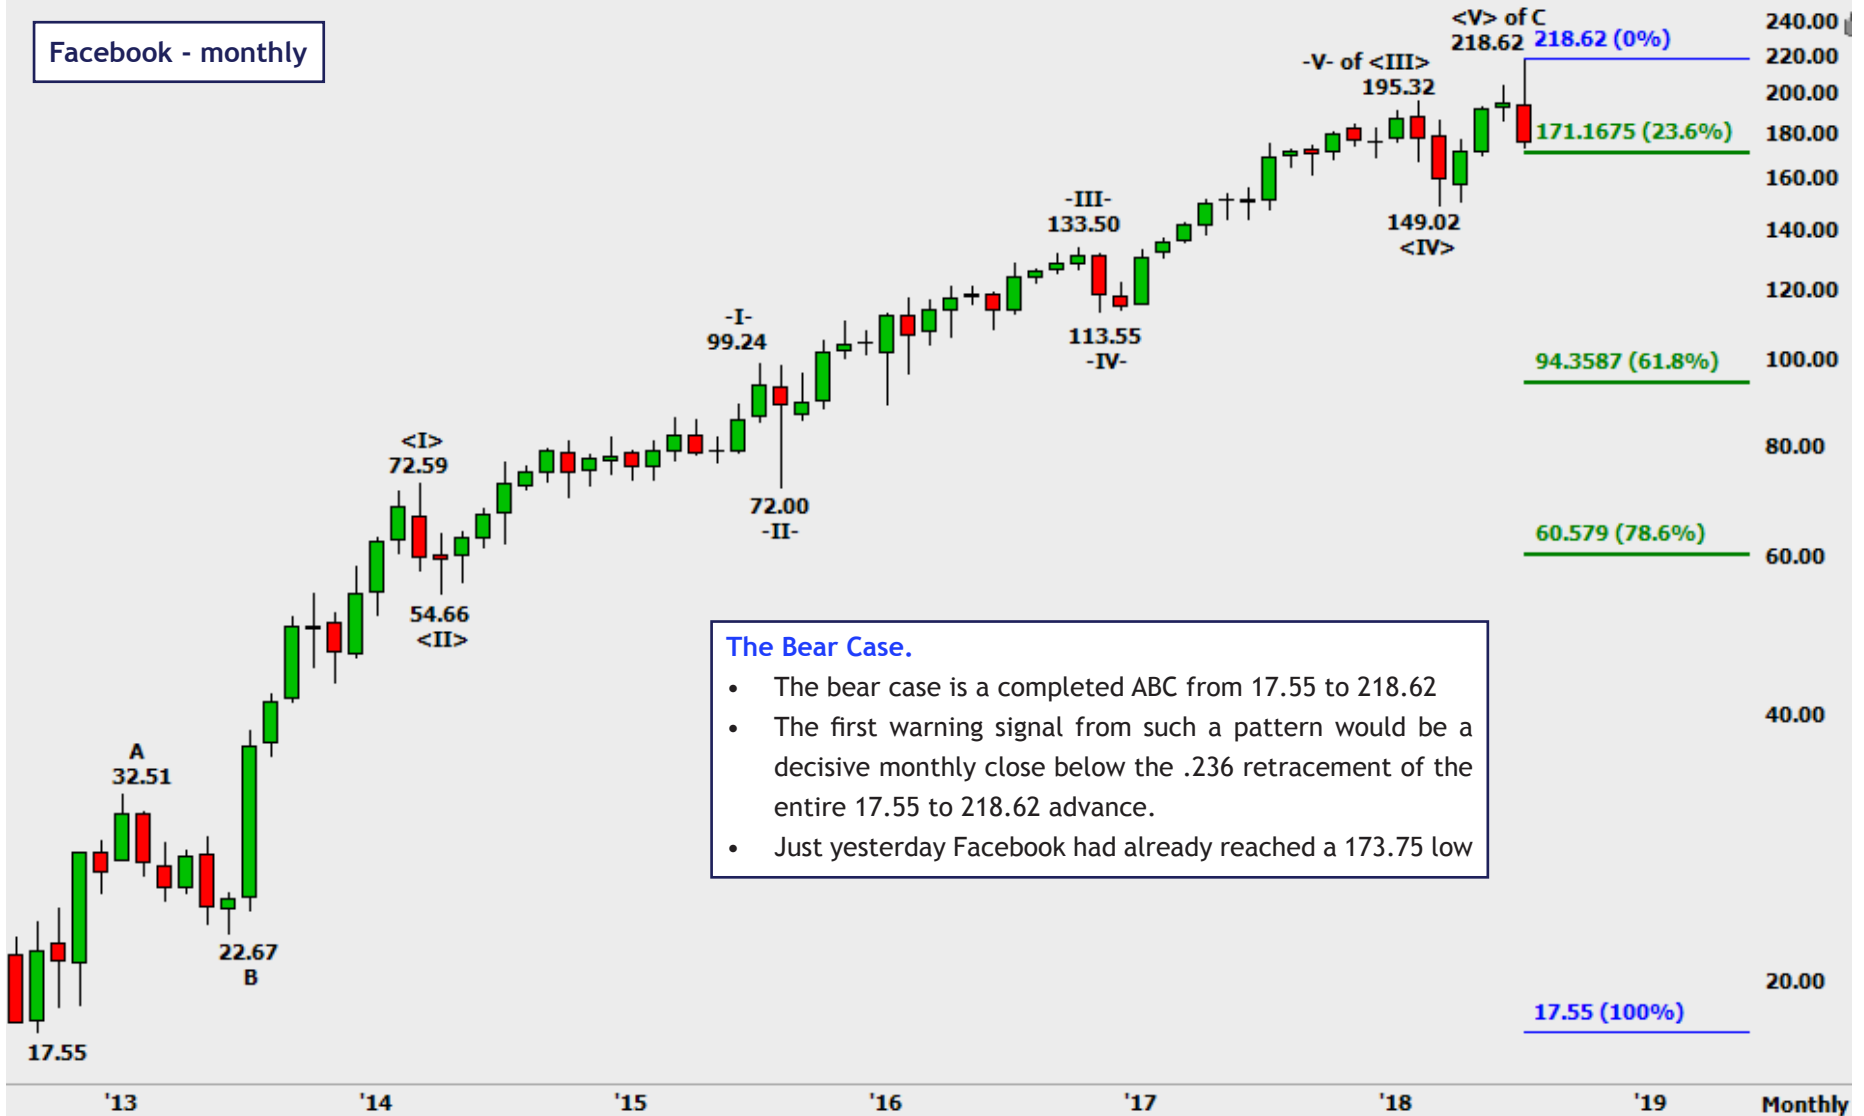 Facebook - monthly
<V> of C
218.62
218.62 (0%)
-V- of <III>
195.32
171.1675 (23.6%)
149.02
<IV>
-III-
133.50
113.55
-IV-
-I-
99.24
72.00
-II-
94.3587 (61.8%)
<I>
72.59
54.66
<II>
60.579 (78.6%)
A
32.51
22.67
B
17.55
17.55 (100%)
The Bear Case.
• The bear case is a completed ABC from 17.55 to 218.62
• The first warning signal from such a pattern would be a
decisive monthly close below the .236 retracement of the
entire 17.55 to 218.62 advance.
• Just yesterday Facebook had already reached a 173.75 low
240.00
220.00
200.00
180.00
160.00
140.00
120.00
100.00
80.00
60.00
40.00
20.00
'13 '14 '15 '16 '17 '18 '19 Monthly